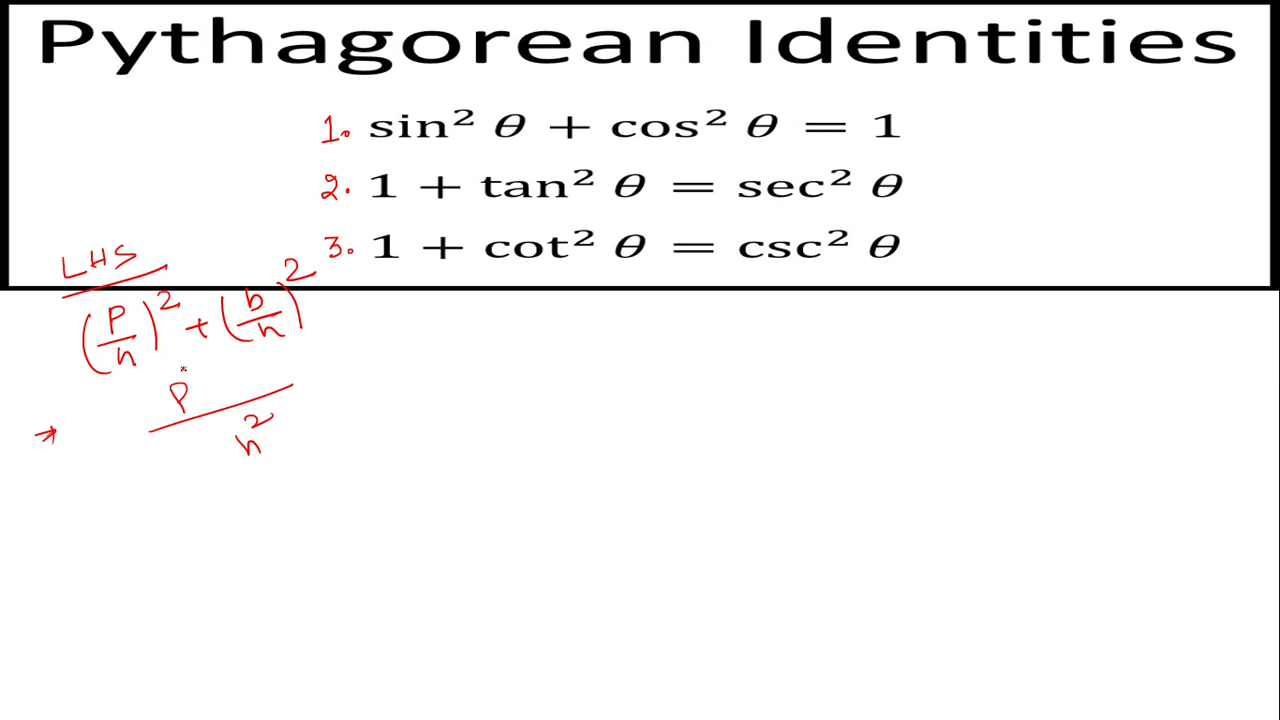 Pythagorean Identities
1. sin² θ + cos² θ = 1
2. 1 + tan² θ = sec² θ
3. 1 + cot² θ = csc² θ
LHS
(P/h)² + (b/h)²
→ P/h²